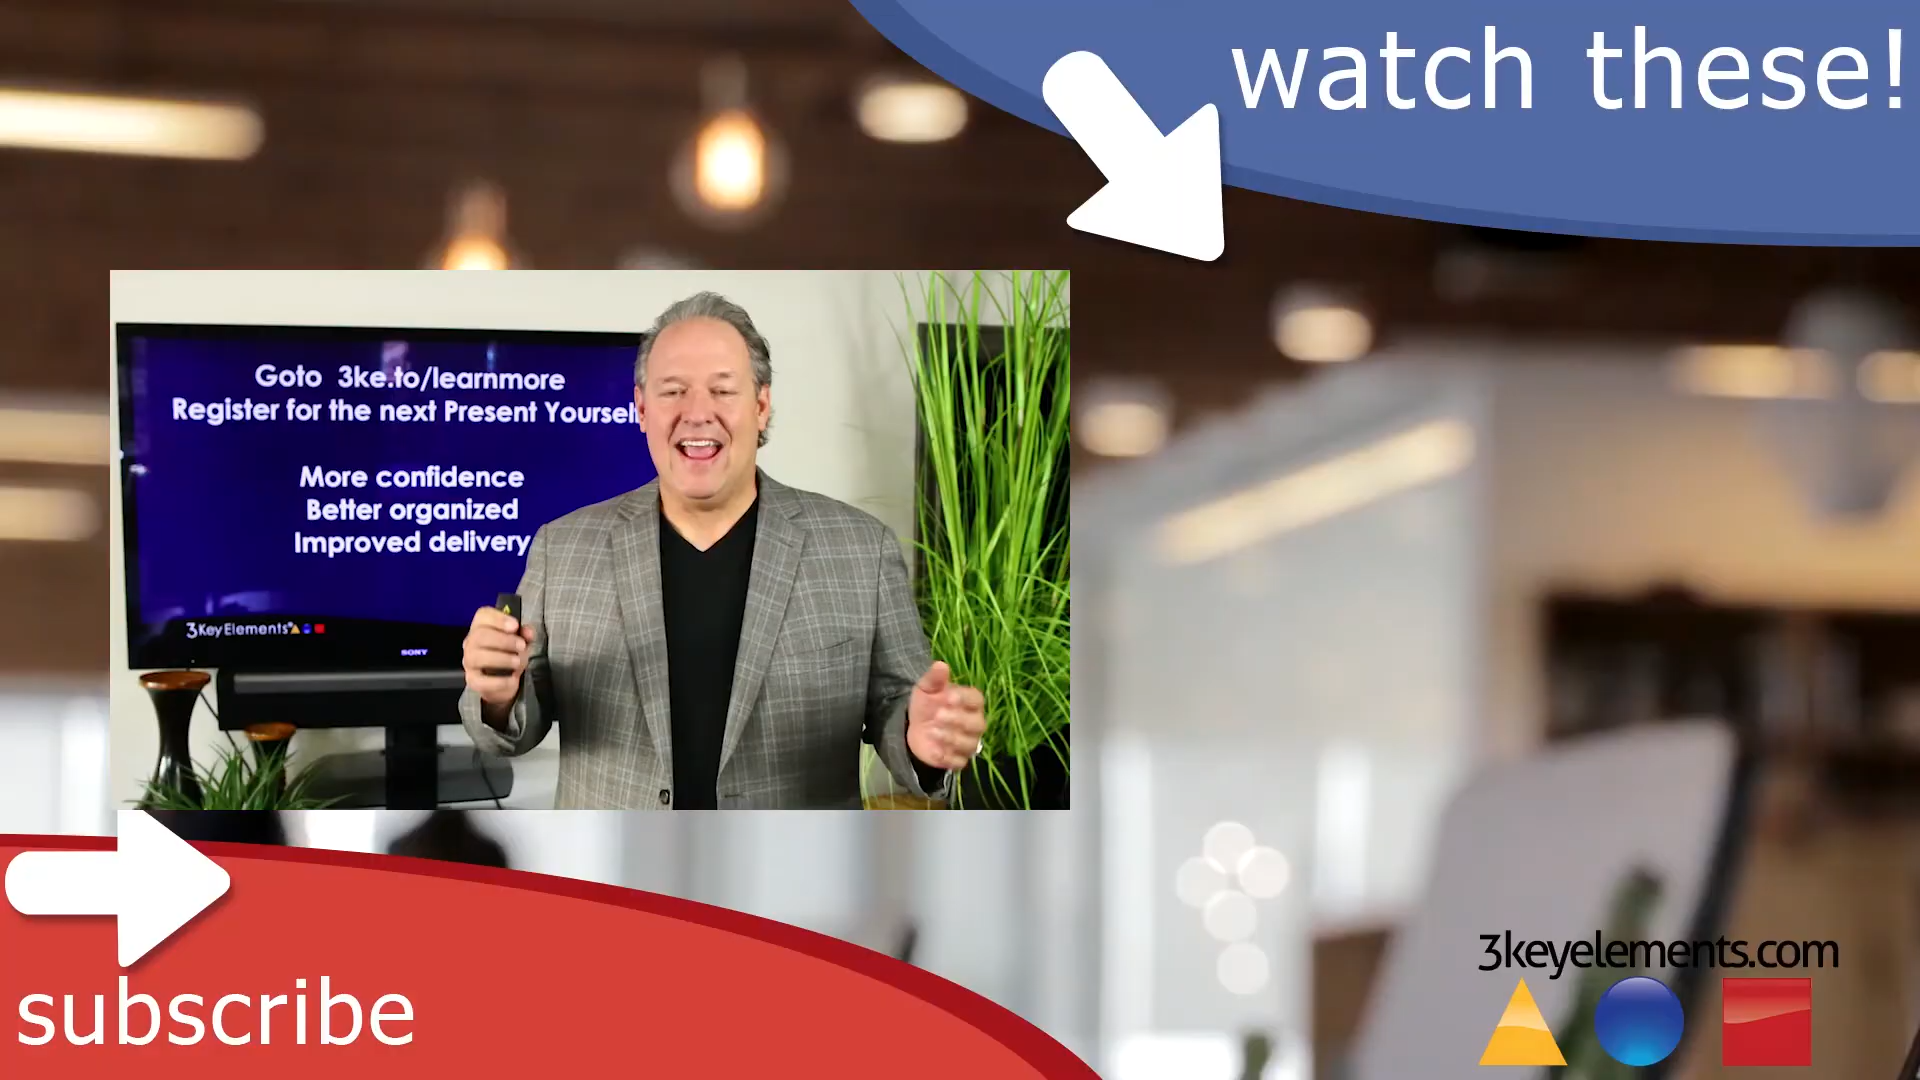 watch these!
Goto 3ke.to/learnmore
Register for the next Present Yourself
More confidence
Better organized
Improved delivery
3KeyElements®
SONY
subscribe
3keyelements.com